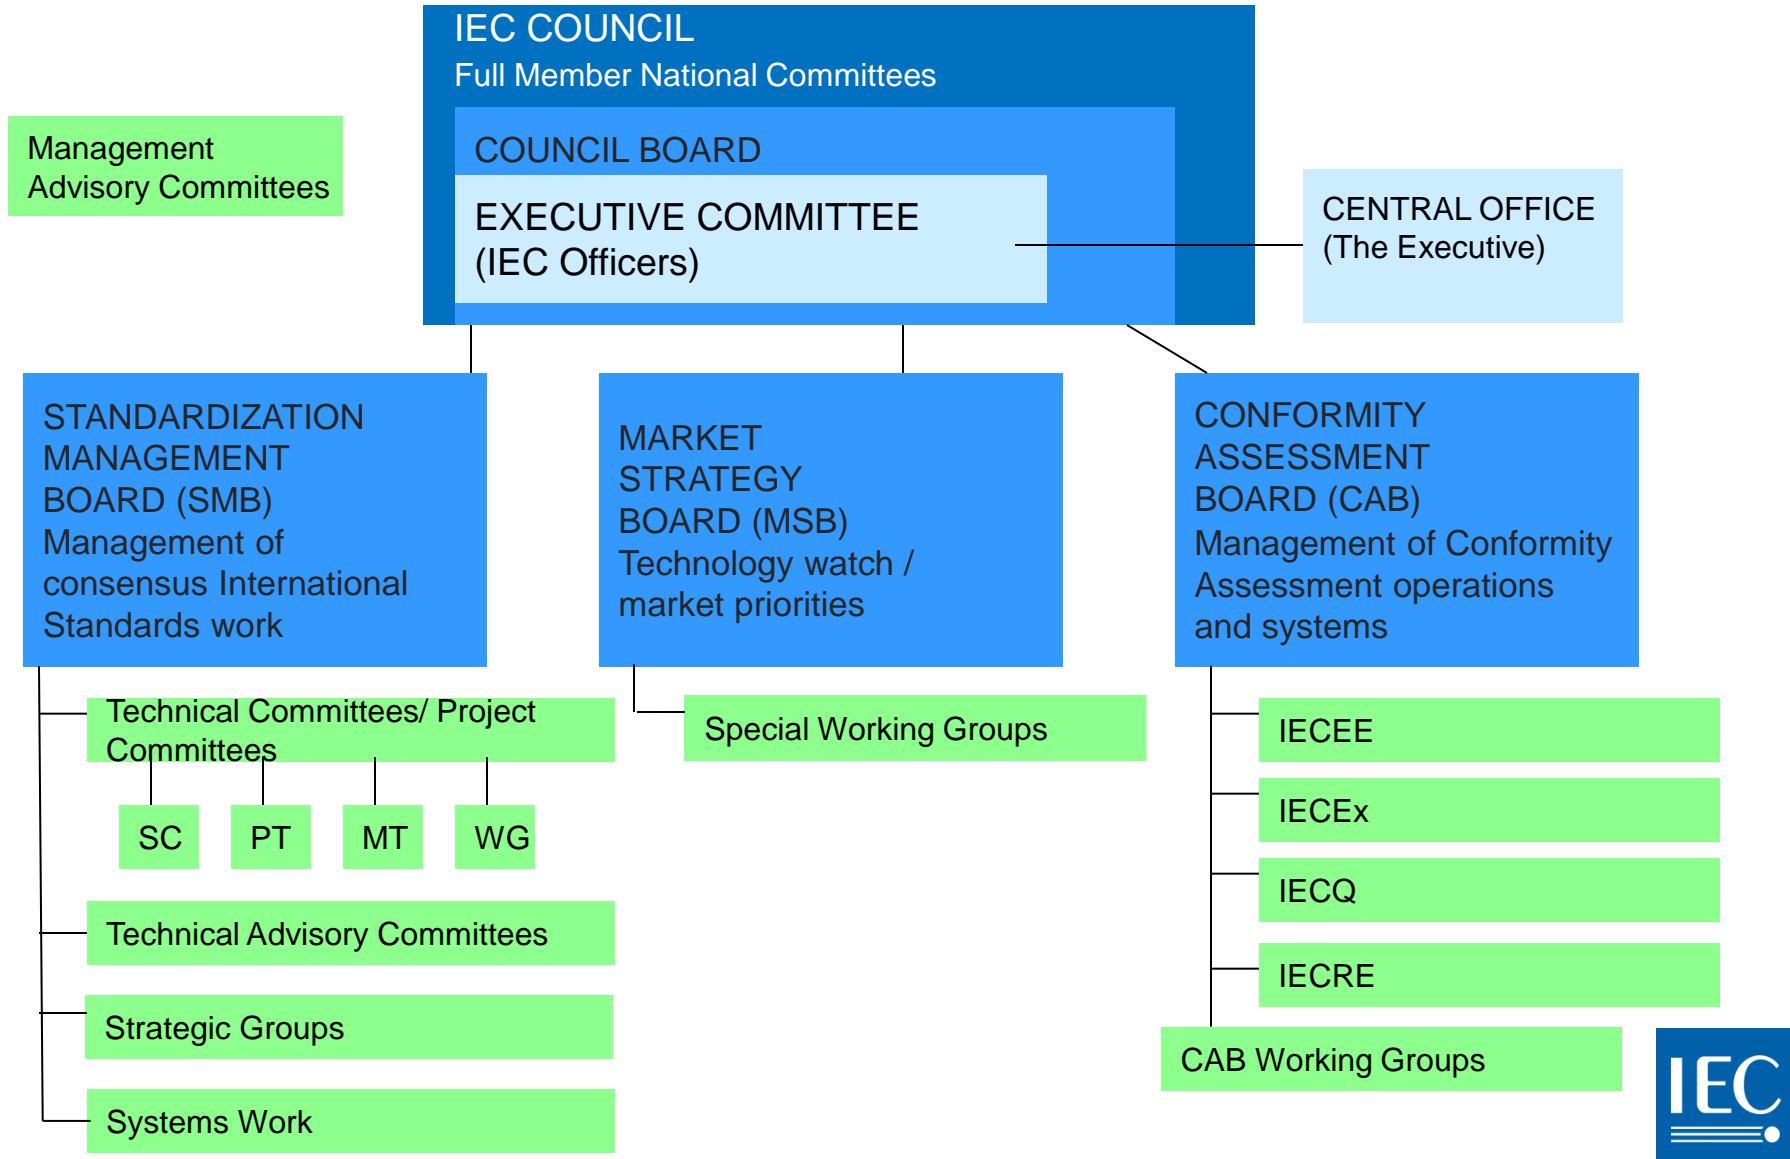 IEC COUNCIL
Full Member National Committees
Management
Advisory Committees
COUNCIL BOARD
EXECUTIVE COMMITTEE
(IEC Officers)
CENTRAL OFFICE
(The Executive)
STANDARDIZATION
MANAGEMENT
BOARD (SMB)
Management of
consensus International
Standards work
MARKET
STRATEGY
BOARD (MSB)
Technology watch /
market priorities
CONFORMITY
ASSESSMENT
BOARD (CAB)
Management of Conformity
Assessment operations
and systems
Technical Committees/ Project
Committees
SC
PT
MT
WG
Technical Advisory Committees
Strategic Groups
Systems Work
Special Working Groups
IECEE
IECEx
IECQ
IECRE
CAB Working Groups
IEC